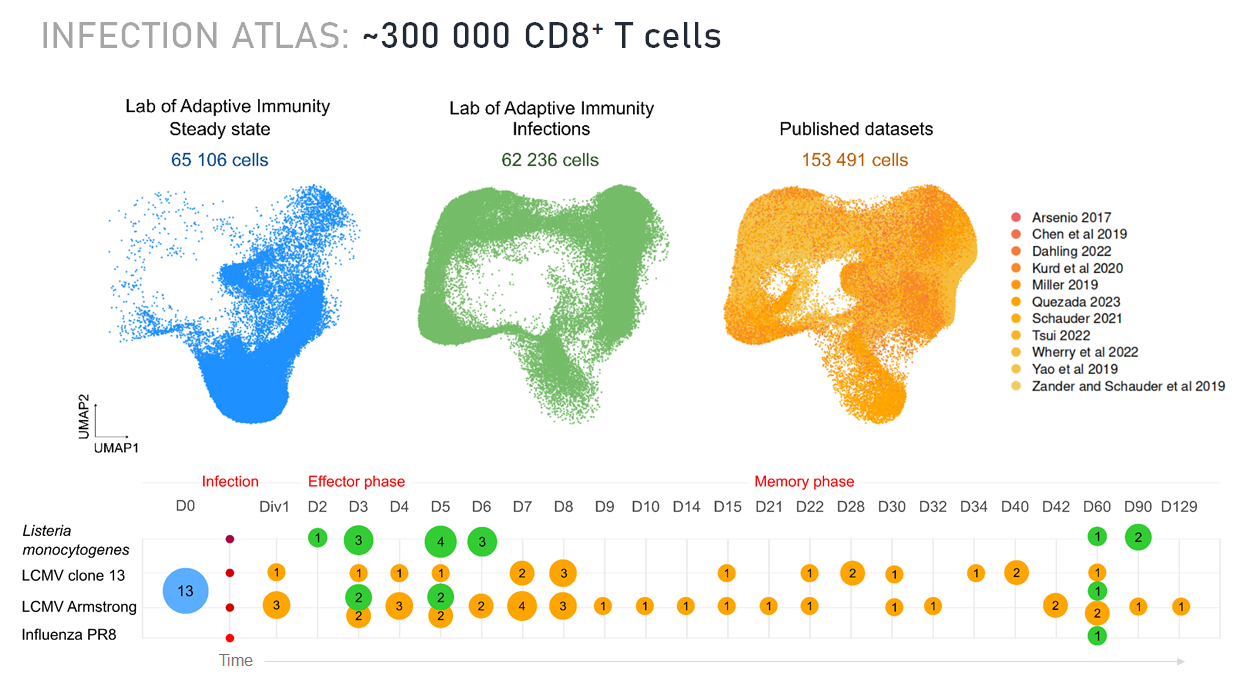 INFECTION ATLAS: ~300 000 CD8⁺ T cells
Lab of Adaptive Immunity
Steady state
65 106 cells
Lab of Adaptive Immunity
Infections
62 236 cells
Published datasets
153 491 cells
Arsenio 2017
Chen et al 2019
Dahling 2022
Kurd et al 2020
Miller 2019
Quezada 2023
Schauder 2021
Tsui 2022
Wherry et al 2022
Yao et al 2019
Zander and Schauder et al 2019
UMAP2
UMAP1
Infection Effector phase Memory phase
D0 Div1 D2 D3 D4 D5 D6 D7 D8 D9 D10 D14 D15 D21 D22 D28 D30 D32 D34 D40 D42 D60 D90 D129
Listeria
monocytogenes
1 3 4 3 1 2
LCMV clone 13
1 1 1 1 2 3 1 1 2 1 1 2 1
13
2 2 1
LCMV Armstrong
3 3 2 4 3 1 1 1 1 1 1 1 1 2 1 1
2 2 2
Influenza PR8
1
Time